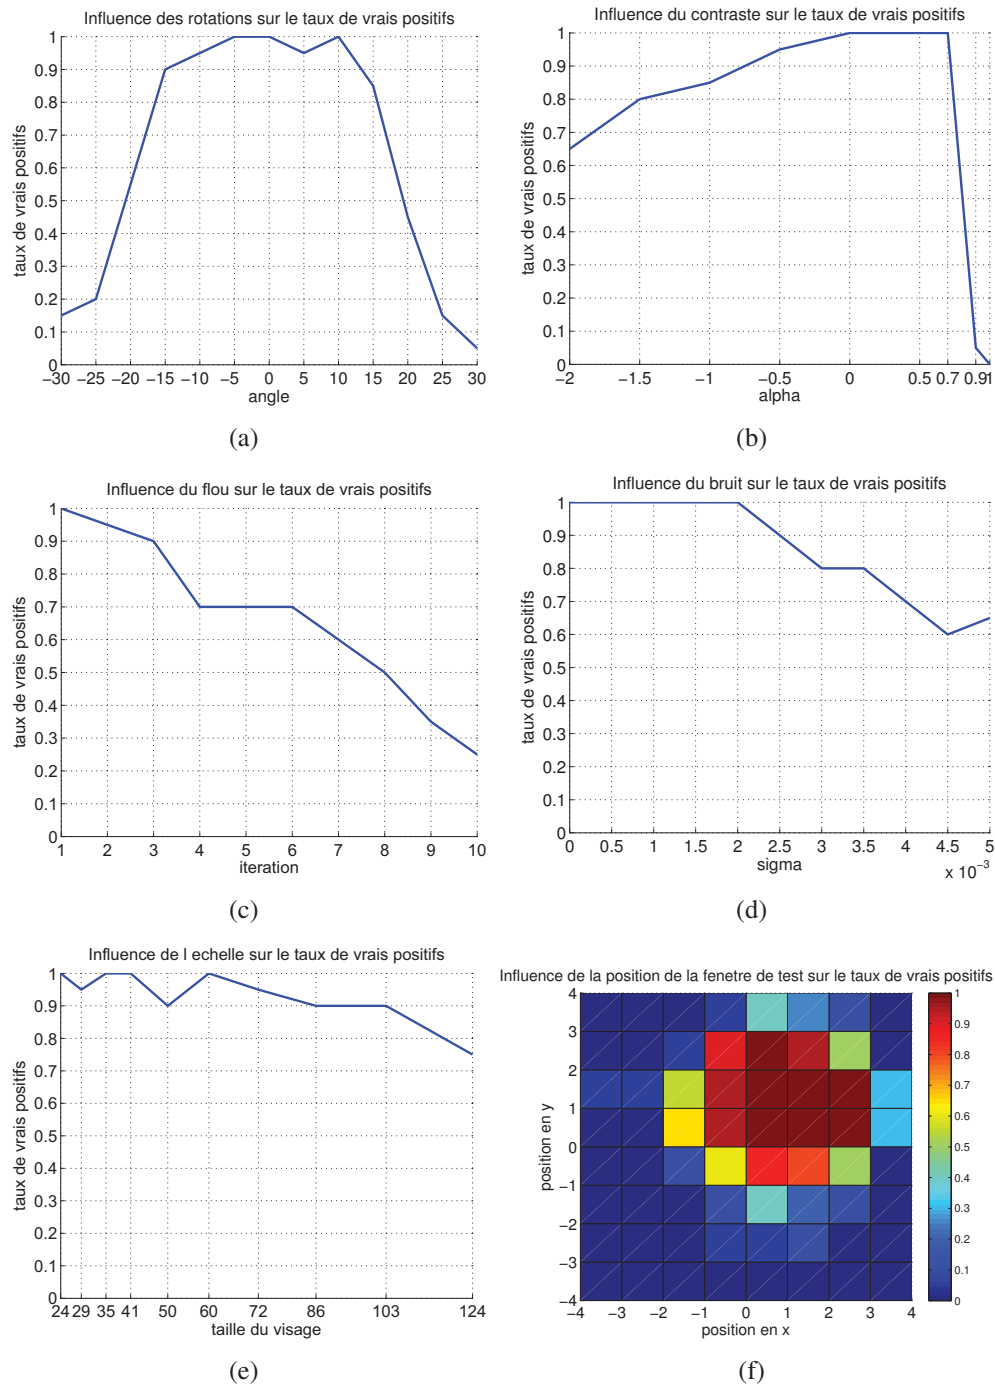 Influence des rotations sur le taux de vrais positifs
1
0.9
0.8
0.7
0.6
0.5
0.4
0.3
0.2
0.1
0
taux de vrais positifs
−30 −25 −20 −15 −10 −5 0 5 10 15 20 25 30
angle
(a)
Influence du contraste sur le taux de vrais positifs
1
0.9
0.8
0.7
0.6
0.5
0.4
0.3
0.2
0.1
0
taux de vrais positifs
−2 −1.5 −1 −0.5 0 0.5 0.7 0.9 1
alpha
(b)
Influence du flou sur le taux de vrais positifs
1
0.9
0.8
0.7
0.6
0.5
0.4
0.3
0.2
0.1
0
taux de vrais positifs
1 2 3 4 5 6 7 8 9 10
iteration
(c)
Influence du bruit sur le taux de vrais positifs
1
0.9
0.8
0.7
0.6
0.5
0.4
0.3
0.2
0.1
0
taux de vrais positifs
0 0.5 1 1.5 2 2.5 3 3.5 4 4.5 5
sigma
x 10−3
(d)
Influence de l echelle sur le taux de vrais positifs
1
0.9
0.8
0.7
0.6
0.5
0.4
0.3
0.2
0.1
0
taux de vrais positifs
24 29 35 41 50 60 72 86 103 124
taille du visage
(e)
Influence de la position de la fenetre de test sur le taux de vrais positifs
4
3
2
1
0
−1
−2
−3
−4
position en y
−4 −3 −2 −1 0 1 2 3 4
position en x
1
0.9
0.8
0.7
0.6
0.5
0.4
0.3
0.2
0.1
0
(f)